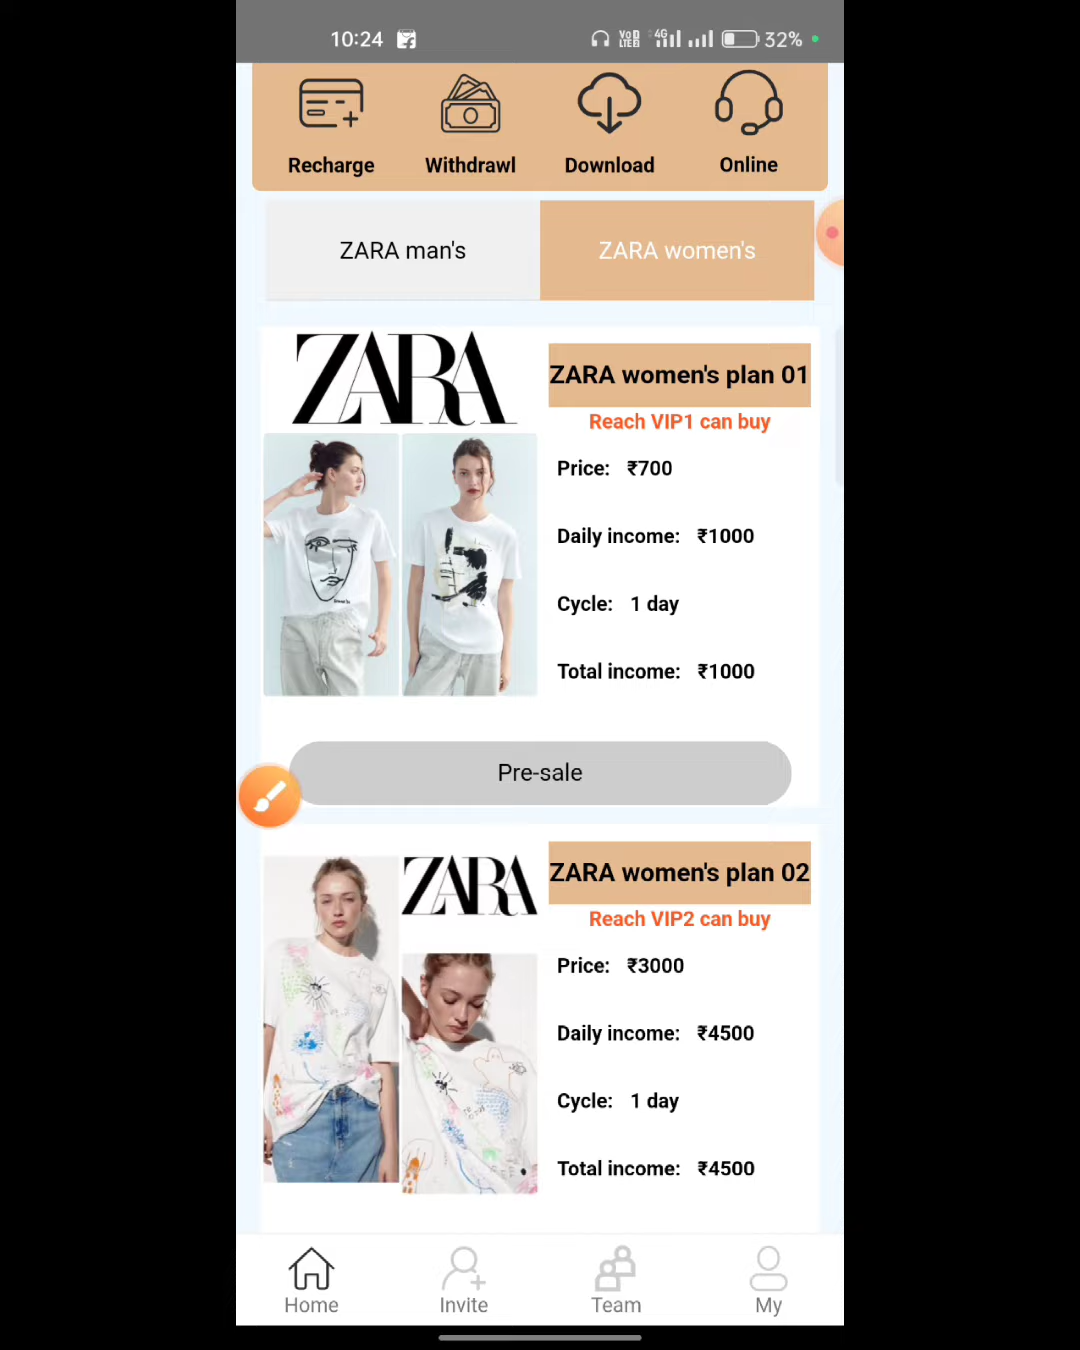 10:24
VoD LTE2 4G 32%
Recharge Withdrawl Download Online
ZARA man's ZARA women's
ZARA
ZARA women's plan 01
Reach VIP1 can buy
Price: ₹700
Daily income: ₹1000
Cycle: 1 day
Total income: ₹1000
Pre-sale
ZARA
ZARA women's plan 02
Reach VIP2 can buy
Price: ₹3000
Daily income: ₹4500
Cycle: 1 day
Total income: ₹4500
Home Invite Team My